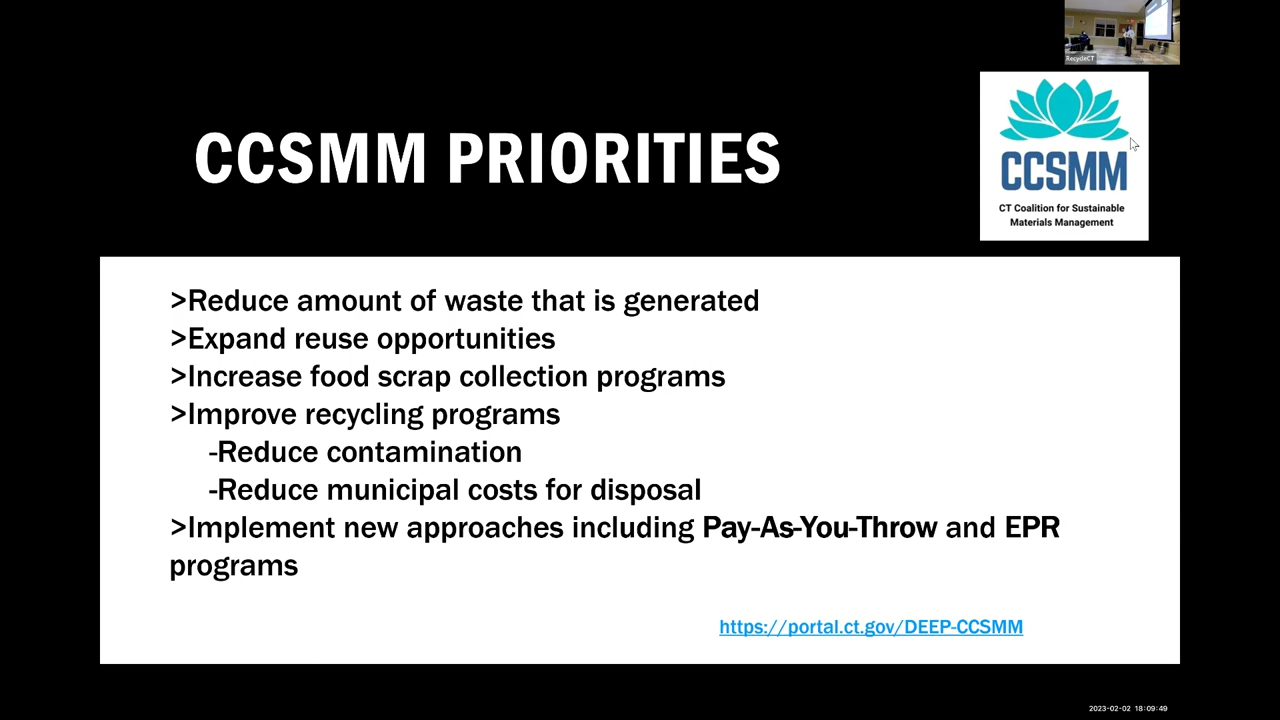 RecycleCT
CCSMM PRIORITIES
CCSMM
CT Coalition for Sustainable
Materials Management
>Reduce amount of waste that is generated
>Expand reuse opportunities
>Increase food scrap collection programs
>Improve recycling programs
-Reduce contamination
-Reduce municipal costs for disposal
>Implement new approaches including Pay-As-You-Throw and EPR
programs
https://portal.ct.gov/DEEP-CCSMM
2023-02-02 18:09:49